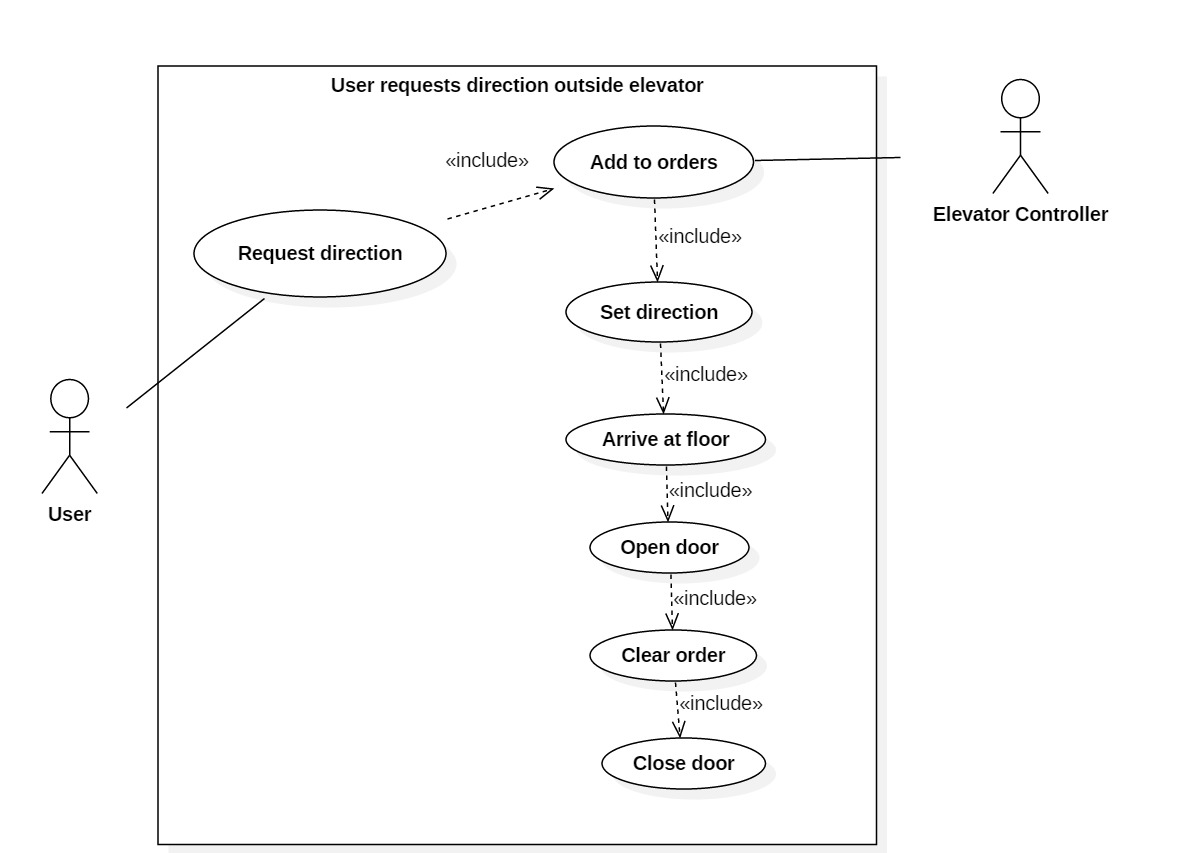 User requests direction outside elevator
«include»
Add to orders
Elevator Controller
«include»
Request direction
Set direction
«include»
Arrive at floor
«include»
User
Open door
«include»
Clear order
«include»
Close door